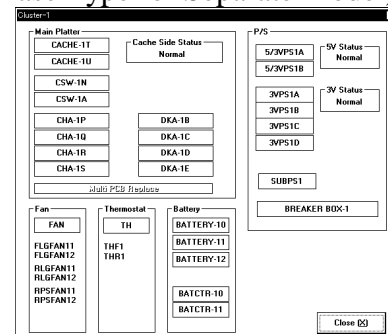 Cluster-1
Main Platter
CACHE-1T
CACHE-1U
CSW-1N
CSW-1A
CHA-1P
CHA-1Q
CHA-1R
CHA-1S
Cache Side Status
Normal
DKA-1B
DKA-1C
DKA-1D
DKA-1E
Multi PCB Replase
P/S
5/3VPS1A
5/3VPS1B
5V Status
Normal
3VPS1A
3VPS1B
3VPS1C
3VPS1D
3V Status
Normal
SUBPS1
BREAKER BOX-1
Fan
FAN
FLGFAN11
FLGFAN12
RLGFAN11
RLGFAN12
RPSFAN11
RPSFAN12
Thermostat
TH
THF1
THR1
Battery
BATTERY-10
BATTERY-11
BATTERY-12
BATCTR-10
BATCTR-11
Close (X)